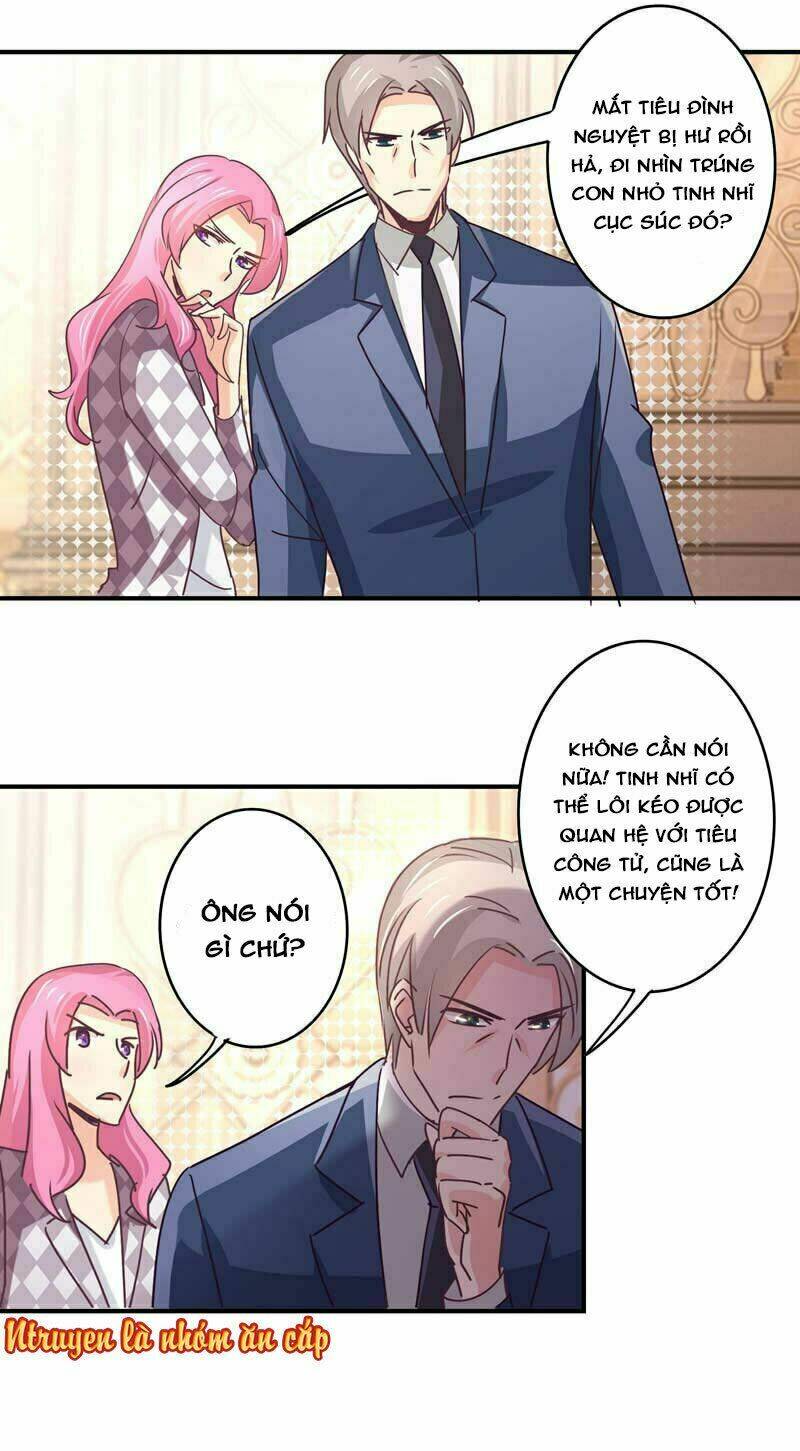 MẮT TIÊU ĐÌNH
NGUYỆT BỊ HƯ RỒI
HẢ, ĐI NHÌN TRÚNG
CON NHỎ TINH NHĨ
CỤC SÚC ĐÓ?
KHÔNG CẦN NÓI
NỮA! TINH NHĨ CÓ
THỂ LÔI KÉO ĐƯỢC
QUAN HỆ VỚI TIÊU
CÔNG TỬ, CŨNG LÀ
MỘT CHUYỆN TỐT!
ÔNG NÓI
GÌ CHỨ?
Ntruyen là nhóm ăn cắp